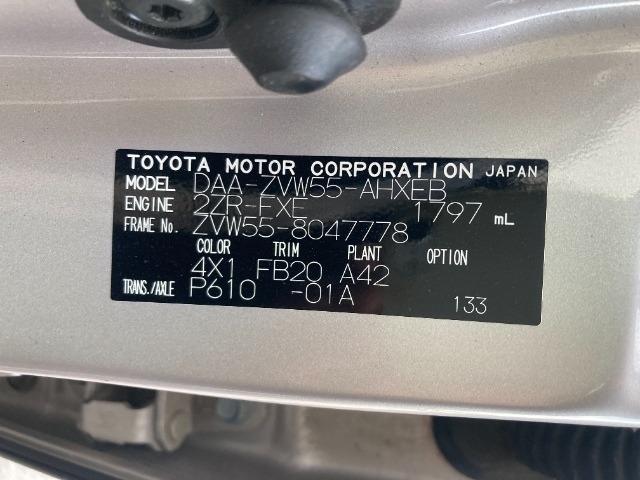 TOYOTA MOTOR CORPORATION JAPAN
MODEL DAA-ZVW55-AHXEB
ENGINE 2ZR-FXE 1797 mL
FRAME No. ZVW55-8047778
COLOR TRIM PLANT OPTION
4X1 FB20 A42
TRANS./AXLE P610 -01A
133